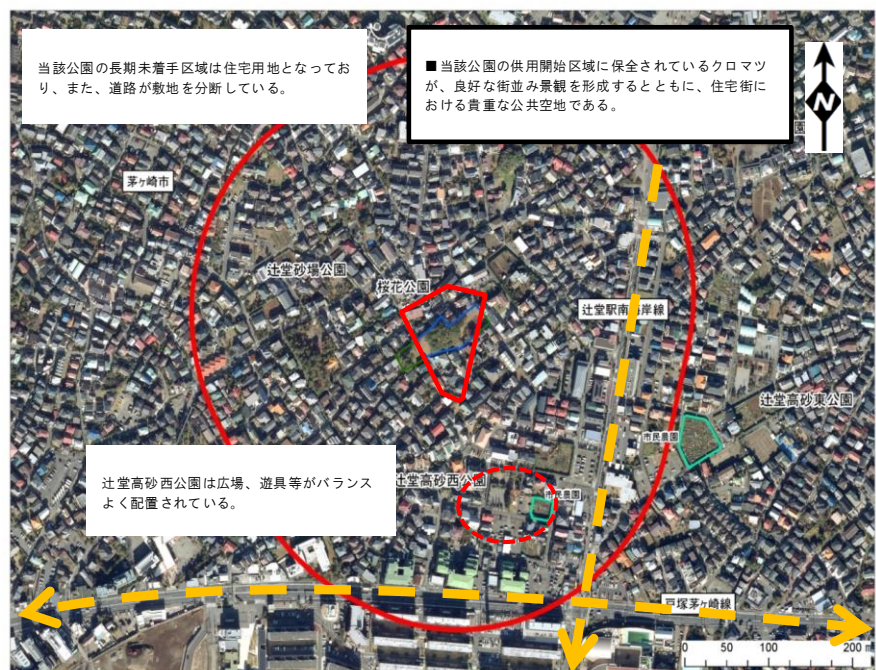 当該公園の長期未着手区域は住宅用地となってお
り、また、道路が敷地を分断している。
■当該公園の供用開始区域に保全されているクロマツ
が、良好な街並み景観を形成するとともに、住宅街に
おける貴重な公共空地である。
N
茅ヶ崎市
辻堂砂場公園
桜花公園
辻堂駅南海岸線
辻堂高砂東公園
市民農園
辻堂高砂西公園は広場、遊具等がバランス
よく配置されている。
辻堂高砂西公園
市民農園
戸塚茅ヶ崎線
0 50 100 200 m